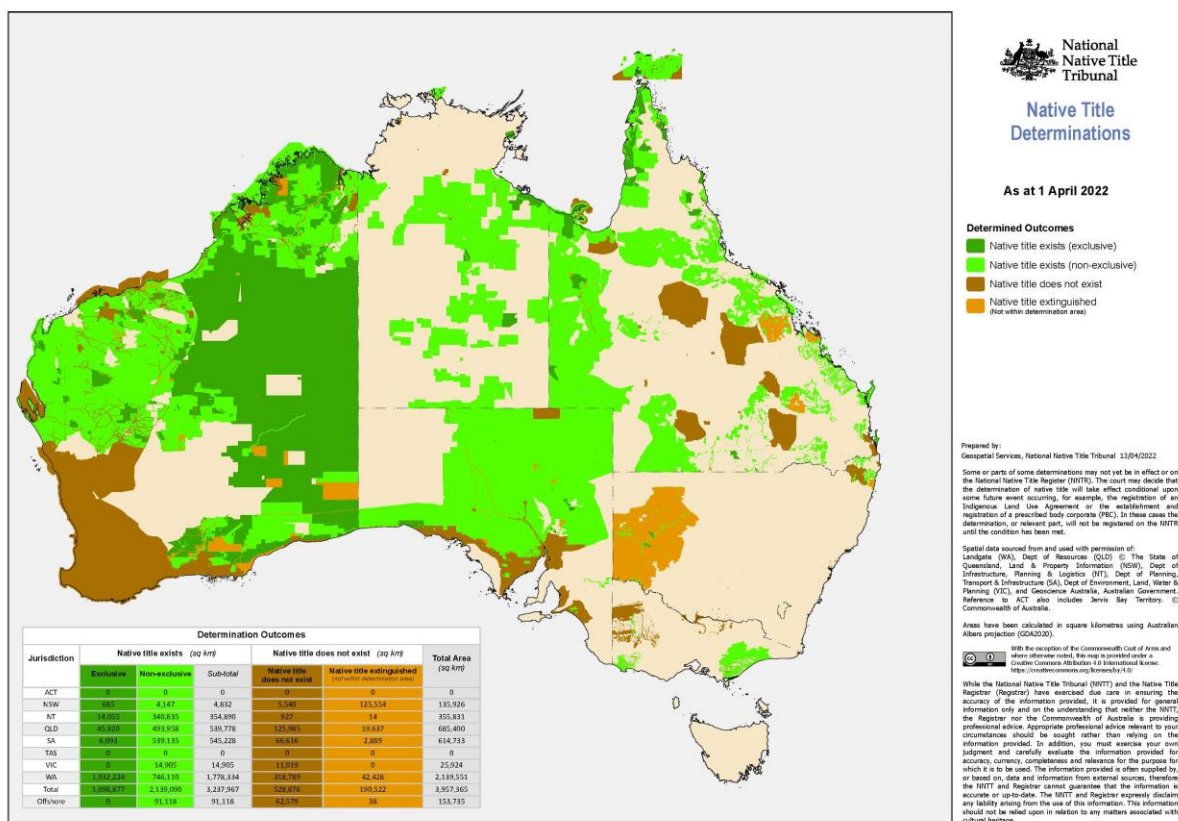 National
Native Title
Tribunal
Native Title
Determinations
As at 1 April 2022
Determined Outcomes
Native title exists (exclusive)
Native title exists (non-exclusive)
Native title does not exist
Native title extinguished
(Not within determination area)
Prepared by:
Geospatial Services, National Native Title Tribunal 13/04/2022
Some or parts of some determinations may not yet be in effect or on
the National Native Title Register (NNTR). The court may decide that
the determination of native title will take effect conditional upon
some future event occurring, for example, the registration of an
Indigenous Land Use Agreement or the establishment and
registration of a prescribed body corporate (PBC). In these cases the
determination, or relevant part, will not be registered on the NNTR
until the condition has been met.
Spatial data sourced from and used with permission of:
Landgate (WA), Dept of Resources (QLD) © The State of
Queensland, Land & Property Information (NSW), Dept of
Infrastructure, Planning & Logistics (NT), Dept of Planning,
Transport & Infrastructure (SA), Dept of Environment, Land, Water &
Planning (VIC), and Geoscience Australia, Australian Government.
Reference to ACT also includes Jervis Bay Territory. ©
Commonwealth of Australia.
Areas have been calculated in square kilometres using Australian
Albers projection (GDA2020).
With the exception of the Commonwealth Coat of Arms and
where otherwise noted, this map is provided under a
Creative Commons Attribution 4.0 International license:
https://creativecommons.org/licenses/by/4.0/
While the National Native Title Tribunal (NNTT) and the Native Title
Registrar (Registrar) have exercised due care in ensuring the
accuracy of the information provided, it is provided for general
information only and on the understanding that neither the NNTT,
the Registrar nor the Commonwealth of Australia is providing
professional advice. Appropriate professional advice relevant to your
circumstances should be sought rather than relying on the
information provided. In addition, you must exercise your own
judgment and carefully evaluate the information provided for
accuracy, currency, completeness and relevance for the purpose for
which it is to be used. The information provided is often supplied by,
or based on, data and information from external sources, therefore
the NNTT and Registrar cannot guarantee that the information is
accurate or up-to-date. The NNTT and Registrar expressly disclaim
any liability arising from the use of this information. This information
should not be relied upon in relation to any matters associated with
cultural heritage.
Determination Outcomes
Jurisdiction Native title exists (sq km) Native title does not exist (sq km) Total Area (sq km)
Exclusive Non-exclusive Sub-total Native title does not exist Native title extinguished (not within determination area)
ACT 0 0 0 0 0 0
NSW 685 4,147 4,832 5,540 125,554 135,926
NT 14,055 340,835 354,890 927 14 355,831
QLD 45,820 493,958 539,778 125,985 19,637 685,400
SA 6,093 539,135 545,228 66,616 2,889 614,733
TAS 0 0 0 0 0 0
VIC 0 14,905 14,905 11,019 0 25,924
WA 1,032,224 746,110 1,778,334 318,789 42,428 2,139,551
Total 1,098,877 2,139,090 3,237,967 528,876 190,522 3,957,365
Offshore 0 91,118 91,118 62,579 38 153,735